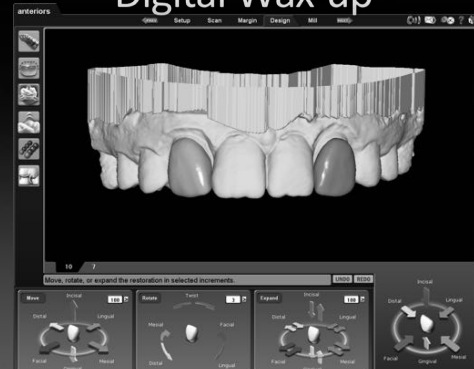 Digital Wax-up
anteriors
Setup Scan Margin Design Mill
10 7
Move, rotate, or expand the restoration in selected increments.
UNDO REDO
Move Incisal 100
Distal Lingual
Facial Mesial
Gingival
Rotate Twist 3
Mesial Facial
Distal Lingual
Expand Incisal 100
Distal Lingual
Facial Mesial
Gingival
Incisal
Distal Lingual
Facial Mesial
Gingival